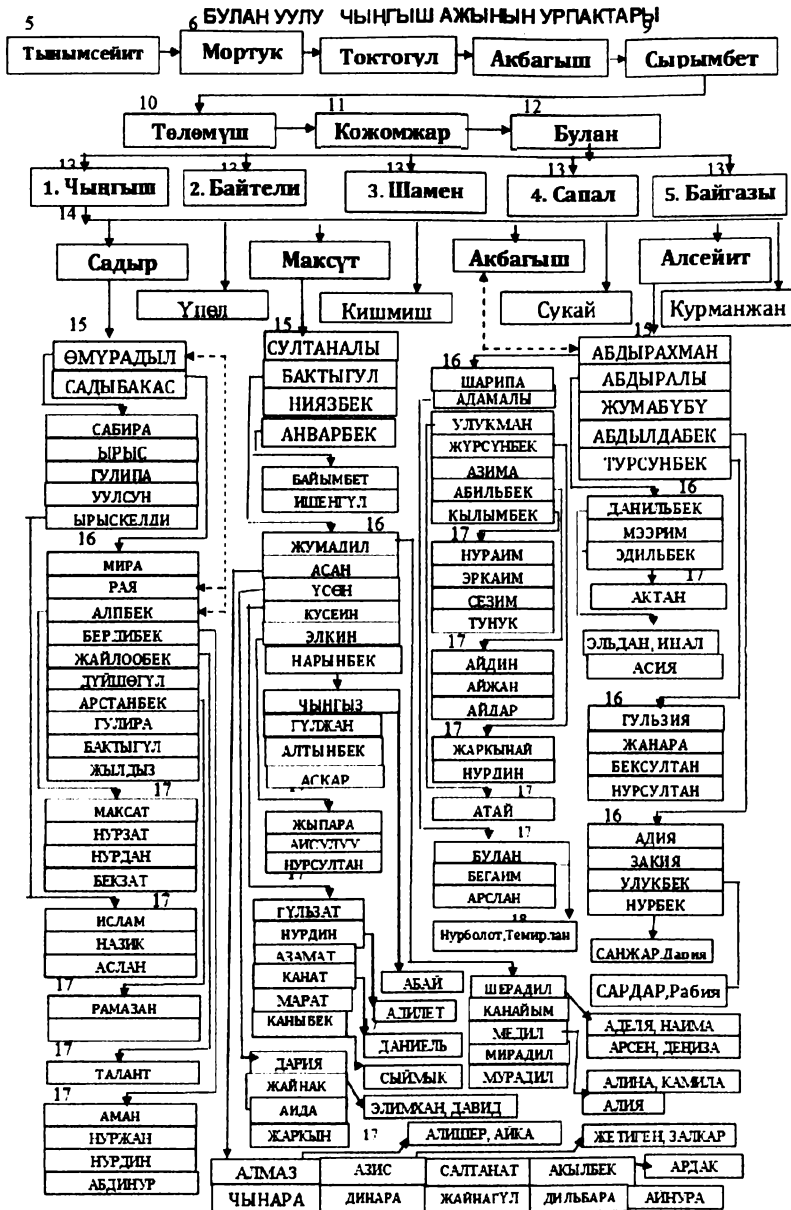 БУЛАН УУЛУ ЧЫҢГЫШ АЖЫНЫН УРПАКТАРЫ
5 6 9
Тынымсейит Мортук Токтогул Акбагыш Сырымбет
10 11 12
Төлөмүш Кожомжар Булан
13 13 13 13 13
1. Чыңгыш 2. Байтели 3. Шамен 4. Сапал 5. Байгазы
14
Садыр Максүт Акбагыш Алсейит
Үпөл Кишмиш Сукай Курманжан
15
ӨМҮРАДЫЛ
САДЫБАКАС
САБИРА
ЫРЫС
ГУЛИПА
УУЛСУН
ЫРЫСКЕЛДИ
16
МИРА
РАЯ
АЛПБЕК
БЕРДИБЕК
ЖАЙЛООБЕК
ДҮЙШӨГҮЛ
АРСТАНБЕК
ГУЛИРА
БАКТЫГҮЛ
ЖЫЛДЫЗ
17
МАКСАТ
НУРЗАТ
НУРДАН
БЕКЗАТ
17
ИСЛАМ
НАЗИК
АСЛАН
17
РАМАЗАН
17
ТАЛАНТ
17
АМАН
НУРЖАН
НУРДИН
АБДИНУР
15
СУЛТАНАЛЫ
БАКТЫГУЛ
НИЯЗБЕК
АНВАРБЕК
БАЙЫМБЕТ
ИШЕНГҮЛ
16
ЖУМАДИЛ
АСАН
ҮСӨН
КУСЕИН
ЭЛКИН
НАРЫНБЕК
ЧЫНГЫЗ
ГҮЛЖАН
АЛТЫНБЕК
АСКАР
ЖЫПАРА
АЙСУЛУУ
НУРСУЛТАН
17
ГҮЛЬЗАТ
НУРДИН
АЗАМАТ
КАНАТ
МАРАТ
КАНЫБЕК
АБАЙ
АЛИЛЕТ
ДАНИЕЛЬ
СЫЙМЫК
ДАРИЯ
ЖАЙНАК
АИДА
ЖАРКЫН
ЭЛИМХАН, ДАВИД
16
ШАРИПА
АДАМАЛЫ
УЛУКМАН
ЖҮРСҮНБЕК
АЗИМА
АБИЛЬБЕК
КЫЛЫМБЕК
17
НУРАИМ
ЭРКАИМ
СЕЗИМ
ТУНУК
17
АЙДИН
АЙЖАН
АЙДАР
17
ЖАРКЫНАЙ
НУРДИН
17
АТАЙ
17
БУЛАН
БЕГАИМ
АРСЛАН
18
Нурболот,Темирлан
ШЕРАДИЛ
КАНАЙЫМ
МЕДИЛ
МИРАДИЛ
МУРАДИЛ
15
АБДЫРАХМАН
АБДЫРАЛЫ
ЖУМАБҮБҮ
АБДЫЛДАБЕК
ТУРСУНБЕК
16
ДАНИЛЬБЕК
МЭЭРИМ
ЭДИЛЬБЕК
17
АКТАН
ЭЛЬДАН, ИНАЛ
АСИЯ
16
ГУЛЬЗИЯ
ЖАНАРА
БЕКСУЛТАН
НУРСУЛТАН
16
АДИЯ
ЗАКИЯ
УЛУКБЕК
НУРБЕК
САНЖАР,Дария
САРДАР,Рабия
АДЕЛЯ, НАИМА
АРСЕН, ДЕНИЗА
АЛИНА, КАМИЛА
АЛИЯ
17 АЛИШЕР, АЙКА ЖЕТИГЕН, ЗАЛКАР
АЛМАЗ АЗИС САЛТАНАТ АКЫЛБЕК АРДАК
ЧЫНАРА ДИНАРА ЖАЙНАГҮЛ ДИЛЬБАРА АЙНУРА